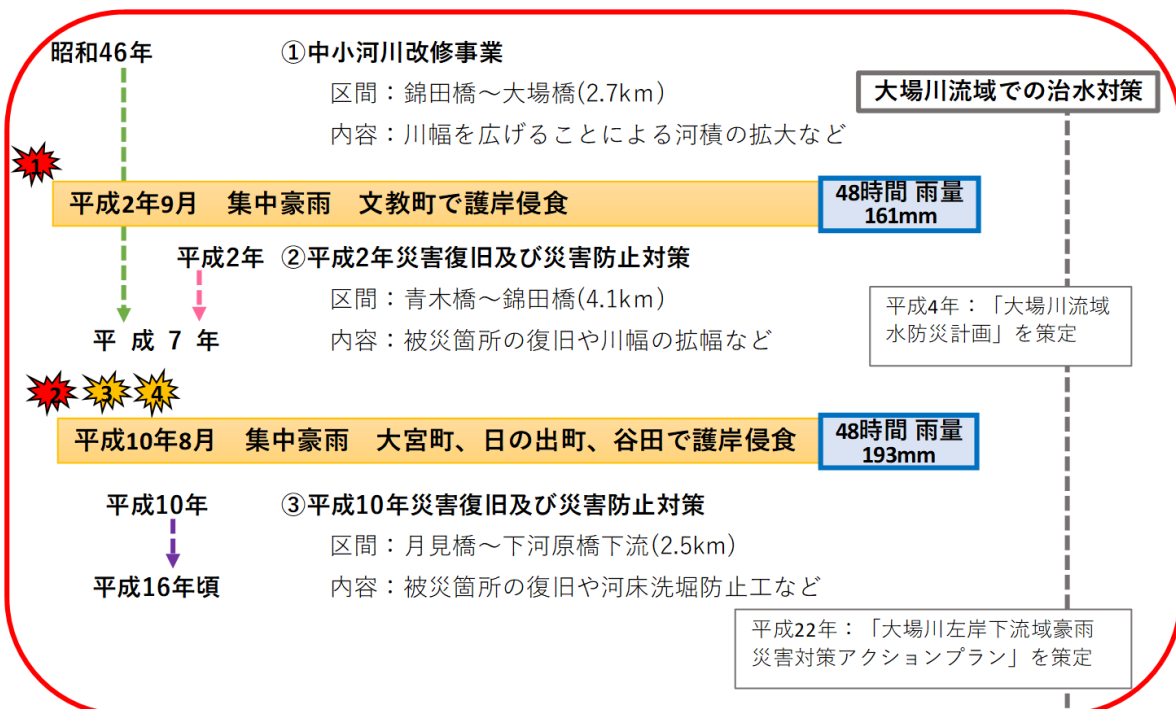 昭和46年
①中小河川改修事業
区間：錦田橋～大場橋(2.7km)
内容：川幅を広げることによる河積の拡大など
大場川流域での治水対策
1
平成2年9月　集中豪雨　文教町で護岸侵食
48時間 雨量
161mm
平成2年
②平成2年災害復旧及び災害防止対策
区間：青木橋～錦田橋(4.1km)
内容：被災箇所の復旧や川幅の拡幅など
平成4年：「大場川流域
水防災計画」を策定
平 成 7 年
2
3
4
平成10年8月　集中豪雨　大宮町、日の出町、谷田で護岸侵食
48時間 雨量
193mm
平成10年
③平成10年災害復旧及び災害防止対策
区間：月見橋～下河原橋下流(2.5km)
平成16年頃
内容：被災箇所の復旧や河床洗堀防止工など
平成22年：「大場川左岸下流域豪雨
災害対策アクションプラン」を策定